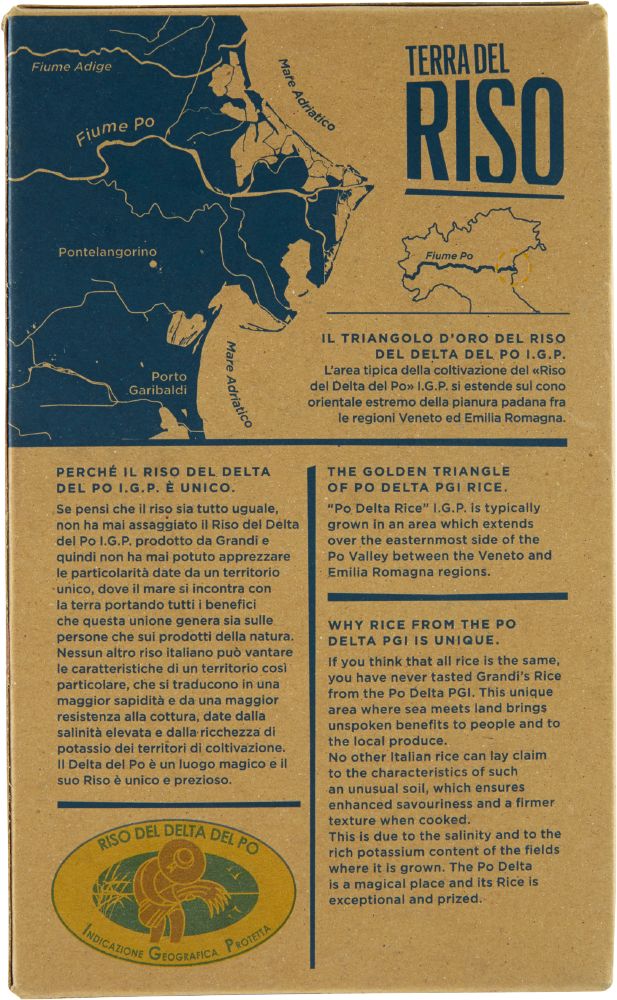 Fiume Adige
Mare Adriatico
Fiume Po
Pontelangorino
Porto
Garibaldi
Mare Adriatico
TERRA DEL
RISO
Fiume Po
IL TRIANGOLO D'ORO DEL RISO
DEL DELTA DEL PO I.G.P.
L'area tipica della coltivazione del «Riso
del Delta del Po» I.G.P. si estende sul cono
orientale estremo della pianura padana fra
le regioni Veneto ed Emilia Romagna.
PERCHÉ IL RISO DEL DELTA
DEL PO I.G.P. È UNICO.
Se pensi che il riso sia tutto uguale,
non ha mai assaggiato il Riso del Delta
del Po I.G.P. prodotto da Grandi e
quindi non ha mai potuto apprezzare
le particolarità date da un territorio
unico, dove il mare si incontra con
la terra portando tutti i benefici
che questa unione genera sia sulle
persone che sui prodotti della natura.
Nessun altro riso italiano può vantare
le caratteristiche di un territorio così
particolare, che si traducono in una
maggior sapidità e da una maggior
resistenza alla cottura, date dalla
salinità elevata e dalla ricchezza di
potassio dei territori di coltivazione.
Il Delta del Po è un luogo magico e il
suo Riso è unico e prezioso.
RISO DEL DELTA DEL PO
INDICAZIONE GEOGRAFICA PROTETTA
THE GOLDEN TRIANGLE
OF PO DELTA PGI RICE.
“Po Delta Rice” I.G.P. is typically
grown in an area which extends
over the easternmost side of the
Po Valley between the Veneto and
Emilia Romagna regions.
WHY RICE FROM THE PO
DELTA PGI IS UNIQUE.
If you think that all rice is the same,
you have never tasted Grandi's Rice
from the Po Delta PGI. This unique
area where sea meets land brings
unspoken benefits to people and to
the local produce.
No other Italian rice can lay claim
to the characteristics of such
an unusual soil, which ensures
enhanced savouriness and a firmer
texture when cooked.
This is due to the salinity and to the
rich potassium content of the fields
where it is grown. The Po Delta
is a magical place and its Rice is
exceptional and prized.